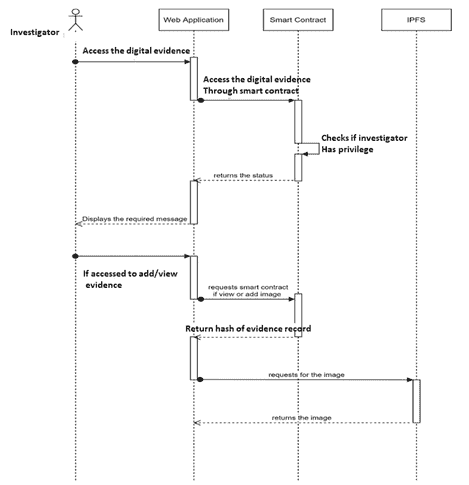 Web Application
Smart Contract
IPFS
Investigator
Access the digital evidence
Access the digital evidence
Through smart contract
Checks if investigator
Has privilege
returns the status
Displays the required message
If accessed to add/view
evidence
requests smart contract
if view or add image
Return hash of evidence record
requests for the image
returns the image